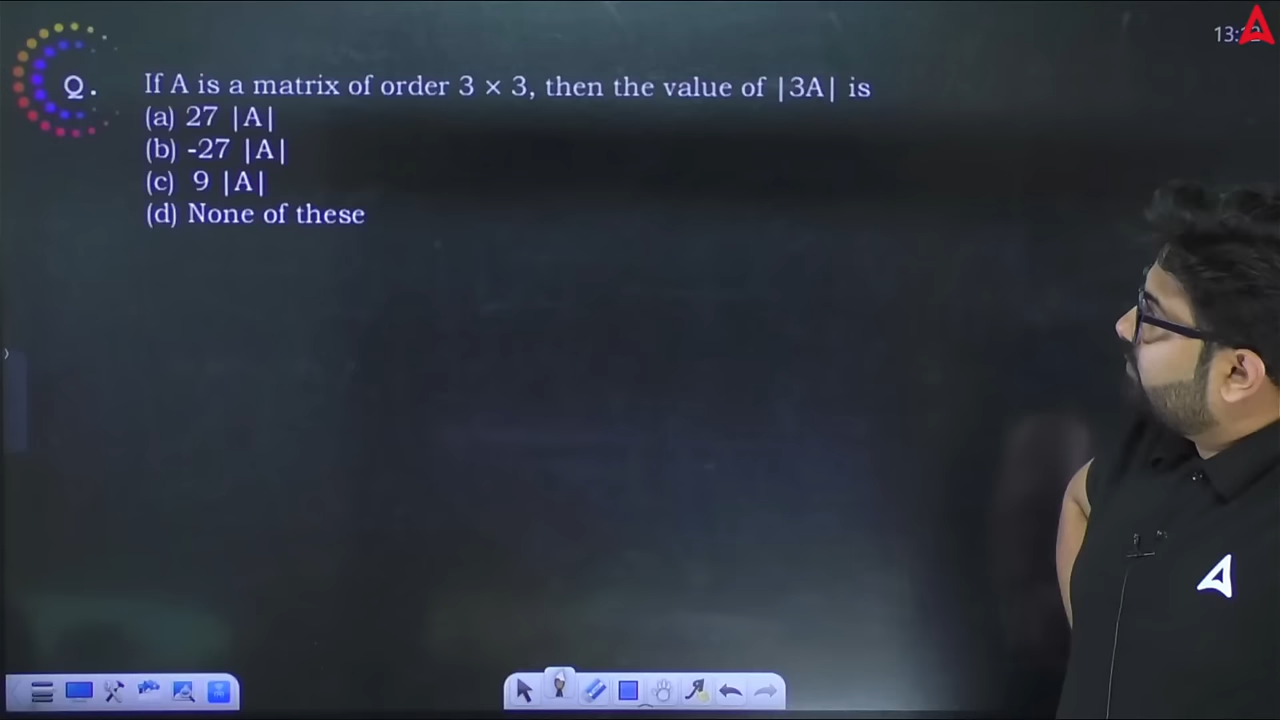 13:
Q. If A is a matrix of order 3 × 3, then the value of |3A| is
(a) 27 |A|
(b) -27 |A|
(c) 9 |A|
(d) None of these